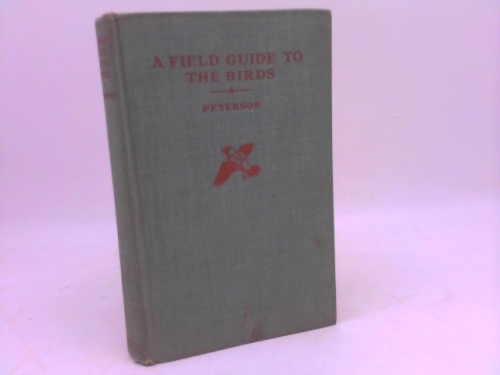 A FIELD GUIDE TO
THE BIRDS
PETERSON